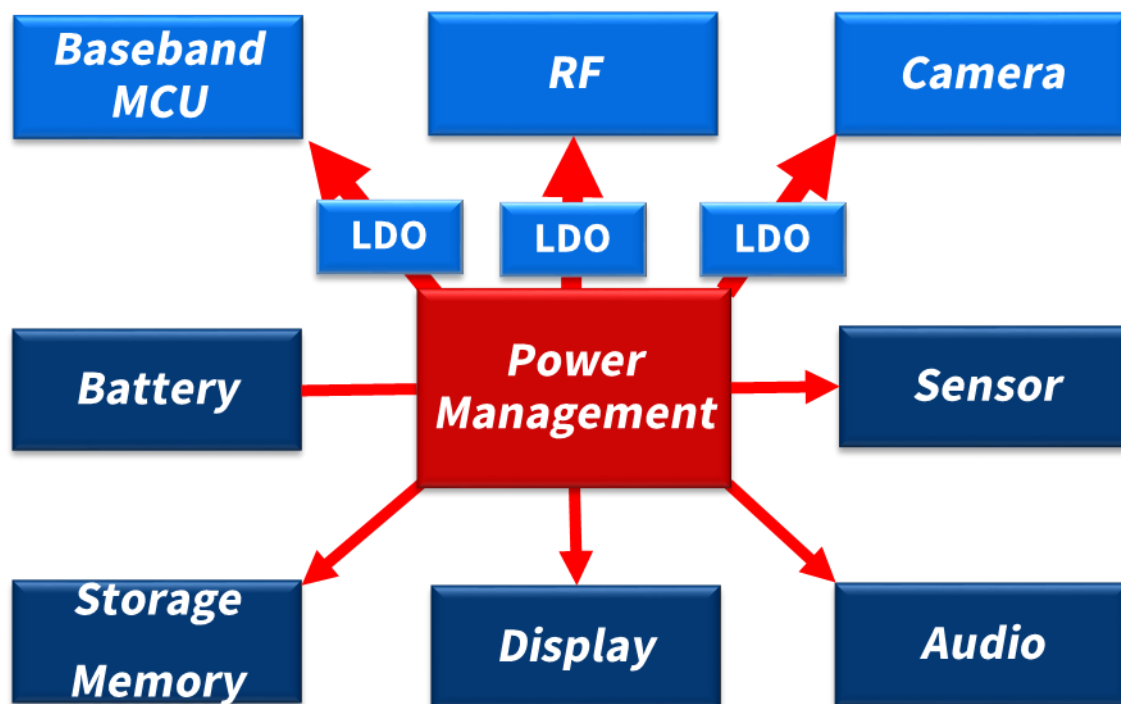 Baseband
MCU
RF
Camera
LDO
LDO
LDO
Battery
Power
Management
Sensor
Storage
Memory
Display
Audio